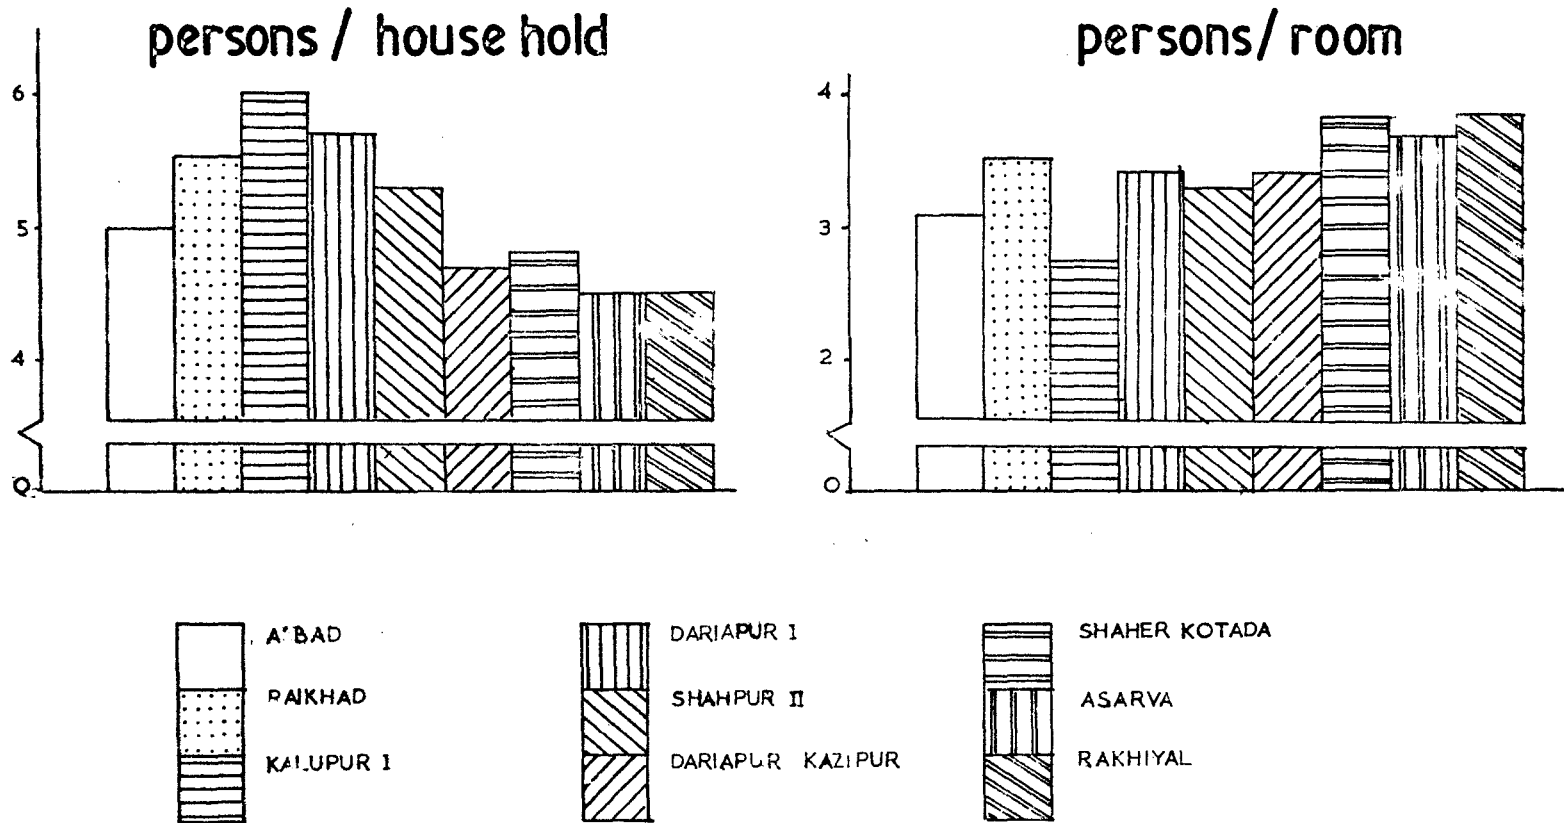 persons / house hold
6
5
4
0
persons / room
4
3
2
0
A'BAD
RAIKHAD
KALUPUR I
DARIAPUR I
SHAHPUR II
DARIAPUR KAZIPUR
SHAHER KOTADA
ASARVA
RAKHIYAL